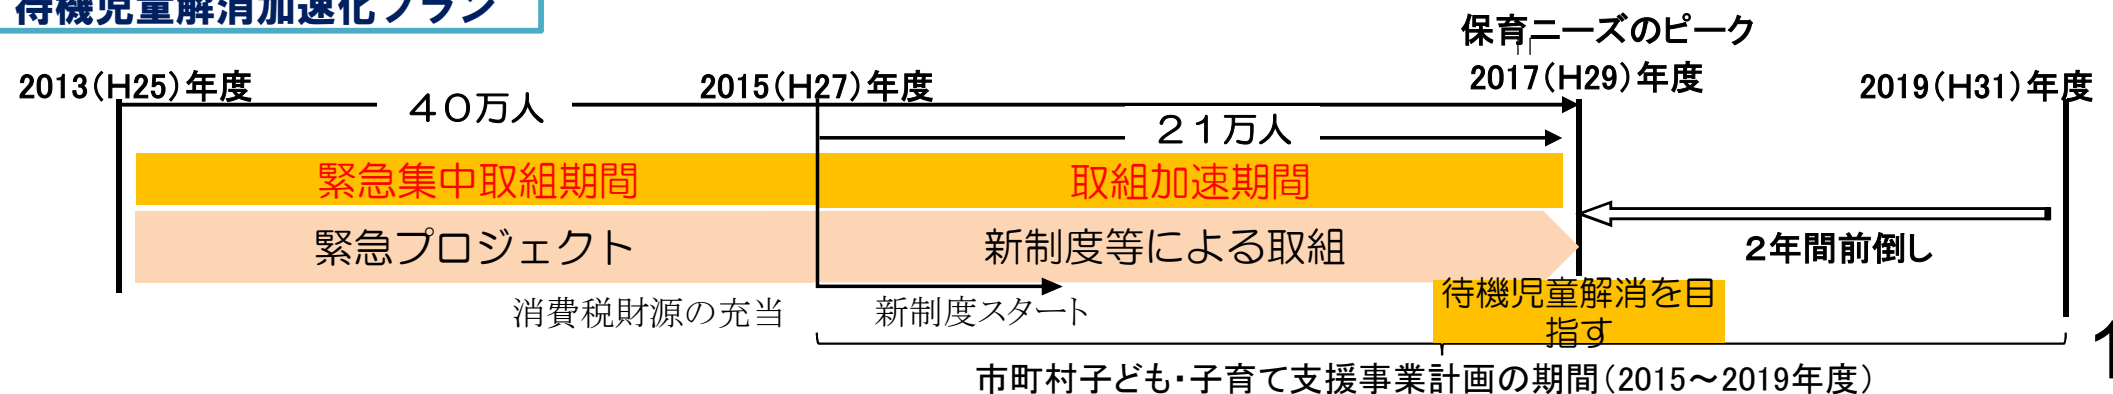 待機児童解消加速化プラン
保育ニーズのピーク
2013(H25)年度
2015(H27)年度
2017(H29)年度
2019(H31)年度
４０万人
２１万人
緊急集中取組期間
取組加速期間
緊急プロジェクト
新制度等による取組
２年間前倒し
消費税財源の充当
新制度スタート
待機児童解消を目
指す
市町村子ども・子育て支援事業計画の期間(2015～2019年度)
1